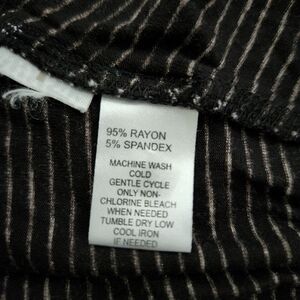 95% RAYON
5% SPANDEX
MACHINE WASH
COLD
GENTLE CYCLE
ONLY NON-
CHLORINE BLEACH
WHEN NEEDED
TUMBLE DRY LOW
COOL IRON
IF NEEDED